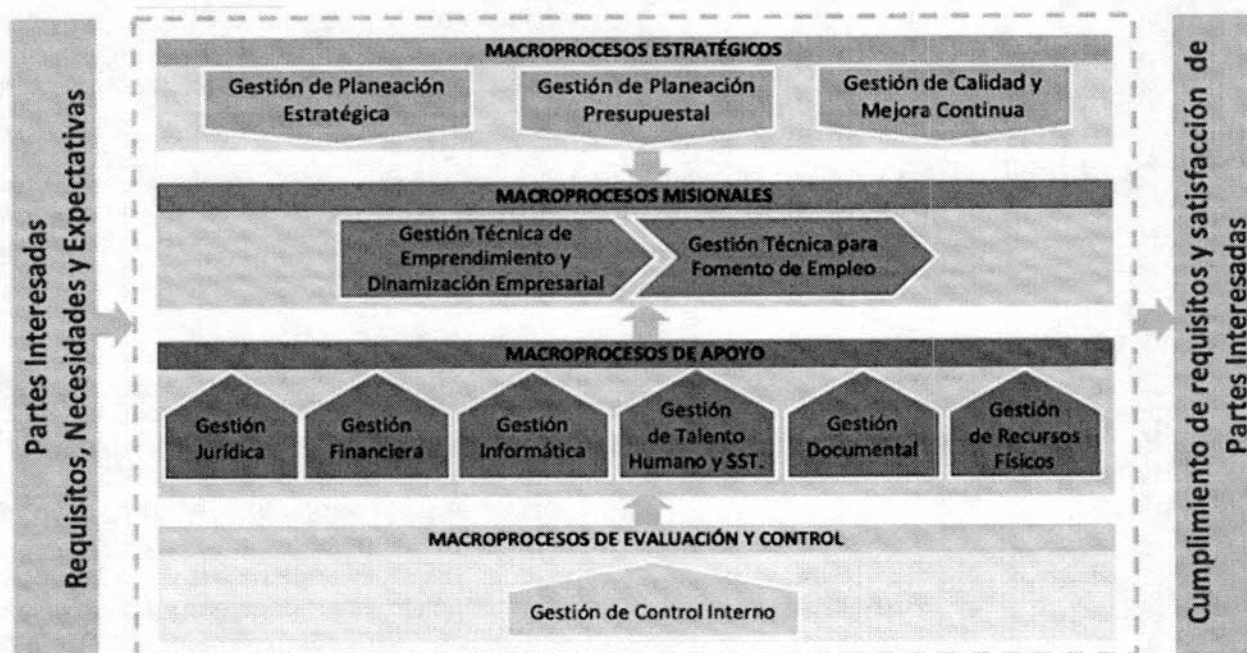 Partes Interesadas
Requisitos, Necesidades y Expectativas
MACROPROCESOS ESTRATÉGICOS
Gestión de Planeación
Estratégica
Gestión de Planeación
Presupuestal
Gestión de Calidad y
Mejora Continua
MACROPROCESOS MISIONALES
Gestión Técnica de
Emprendimiento y
Dinamización Empresarial
Gestión Técnica para
Fomento de Empleo
MACROPROCESOS DE APOYO
Gestión
Jurídica
Gestión
Financiera
Gestión
Informática
Gestión
de Talento
Humano y SST.
Gestión
Documental
Gestión
de Recursos
Físicos
MACROPROCESOS DE EVALUACIÓN Y CONTROL
Gestión de Control Interno
Cumplimiento de requisitos y satisfacción de
Partes Interesadas